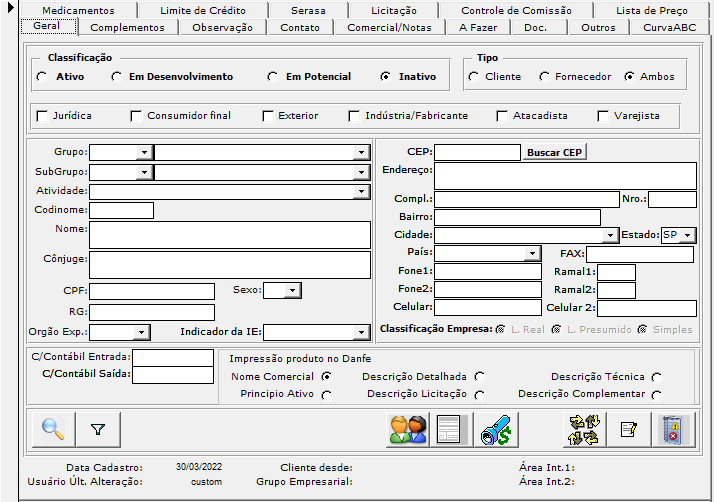 Medicamentos Limite de Crédito Serasa Licitação Controle de Comissão Lista de Preço
Geral Complementos Observação Contato Comercial/Notas A Fazer Doc. Outros CurvaABC
Classificação Tipo
Ativo Em Desenvolvimento Em Potencial Inativo Cliente Fornecedor Ambos
Jurídica Consumidor final Exterior Indústria/Fabricante Atacadista Varejista
Grupo:
SubGrupo:
Atividade:
Codinome:
Nome:
Cônjuge:
CPF: Sexo:
RG:
Orgão Exp.: Indicador da IE:
CEP: Buscar CEP
Endereço:
Compl.: Nro.:
Bairro:
Cidade: Estado: SP
País: FAX:
Fone1: Ramal1:
Fone2: Ramal2:
Celular: Celular 2:
Classificação Empresa: L. Real L. Presumido Simples
C/Contábil Entrada:
C/Contábil Saída:
Impressão produto no Danfe
Nome Comercial Descrição Detalhada Descrição Técnica
Principio Ativo Descrição Licitação Descrição Complementar
Data Cadastro: 30/03/2022 Cliente desde: Área Int.1:
Usuário Últ. Alteração: custom Grupo Empresarial: Área Int.2: